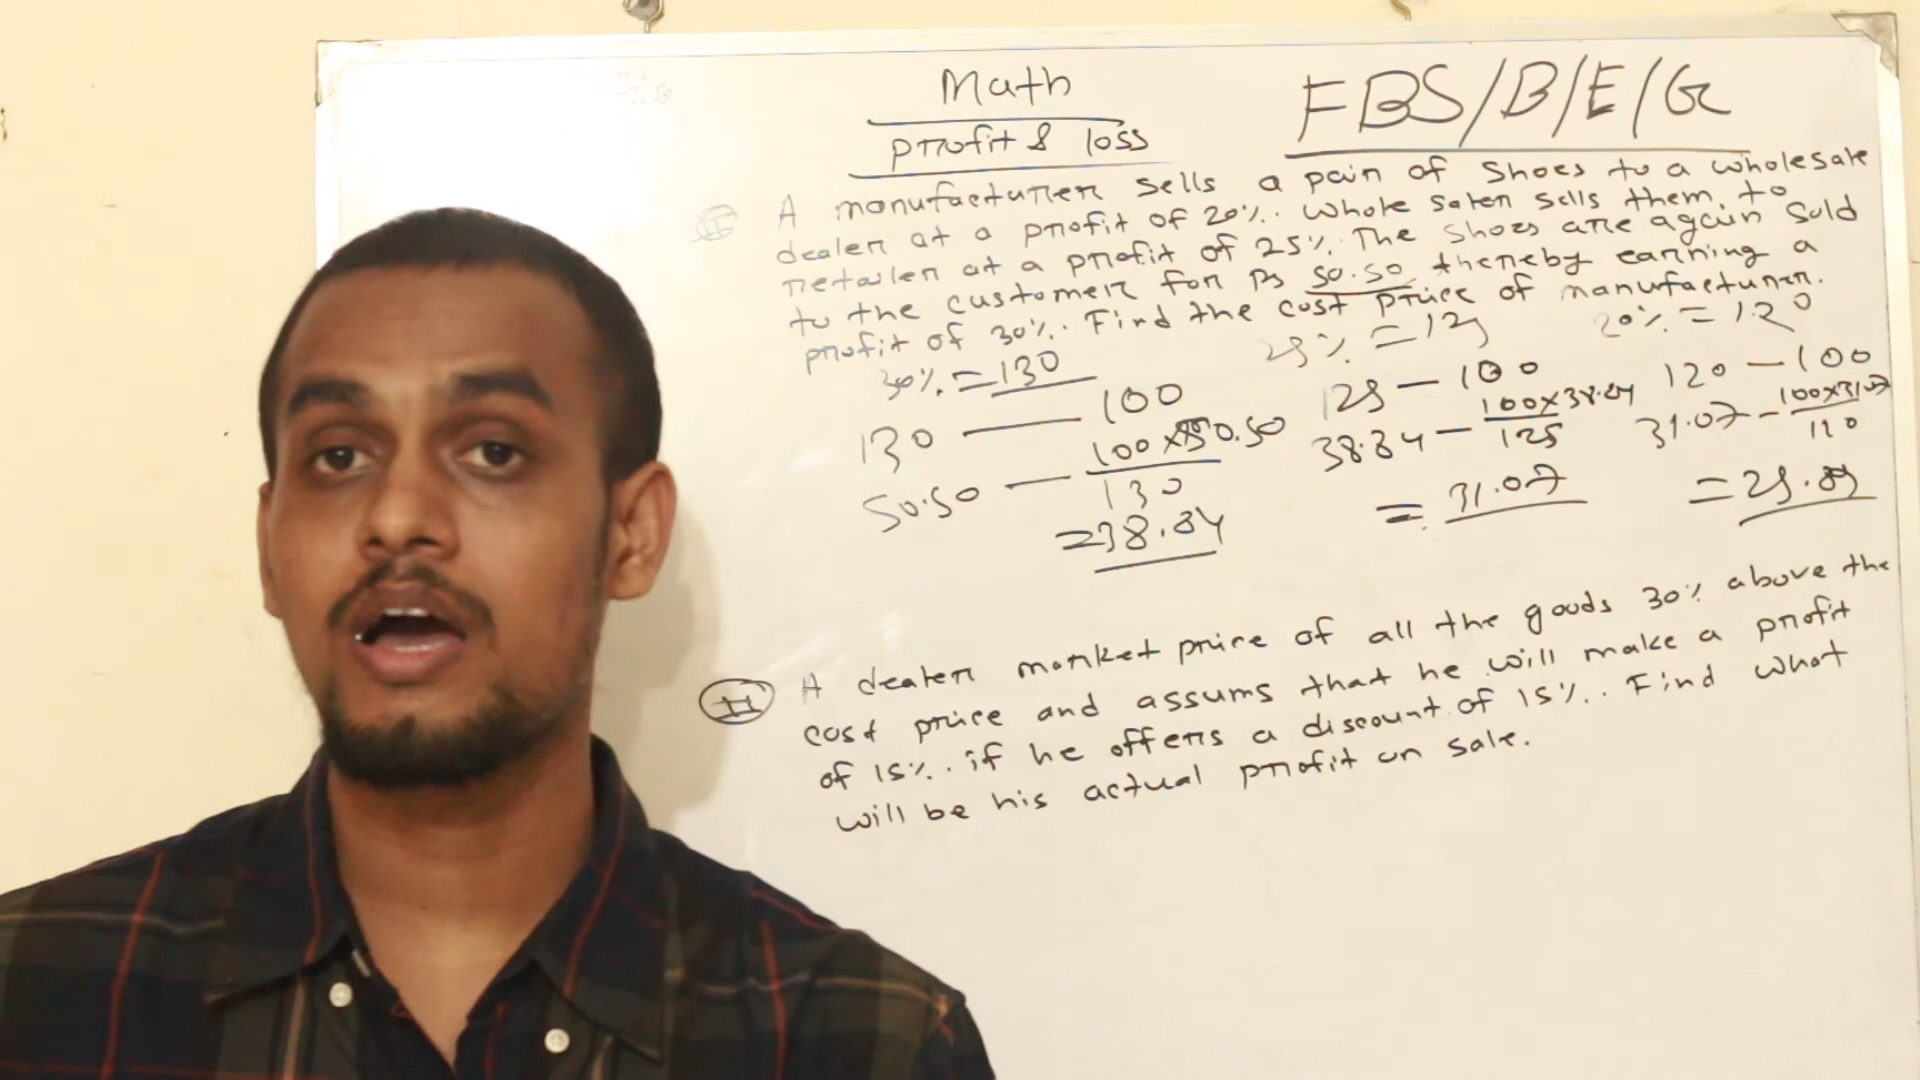 Math
profit & loss
FBS/B/E/G
I A manufacturer sells a pair of shoes to a wholesale
dealer at a profit of 20%. Whole saler sells them to
retailer at a profit of 25%. The shoes are again sold
to the customer for Rs 50.50 thereby earning a
profit of 30%. Find the cost price of manufacturer.
30% = 130
130 — 100
50.50 — 100 x 50.50
130
= 38.84
25% = 125
125 — 100
38.84 — 100x38.84
125
= 31.07
20% = 120
120 — 100
31.07 — 100x31.07
120
= 25.89
II A dealer market price of all the goods 30% above the
cost price and assums that he will make a profit
of 15%. if he offers a discount of 15%. Find what
will be his actual profit on sale.